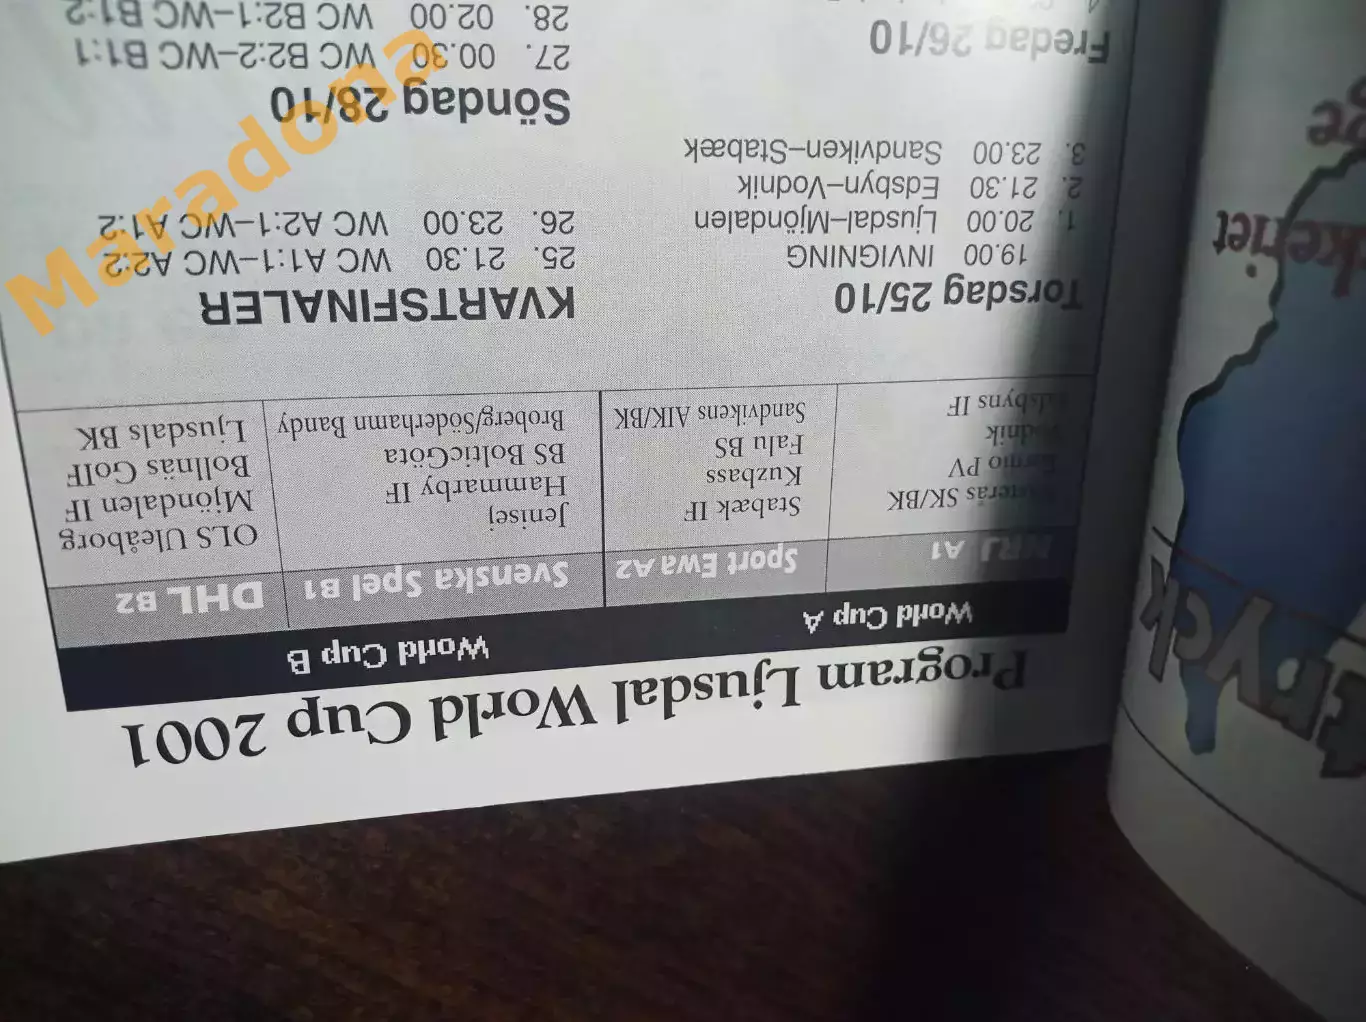 Program Ljusdal World Cup 2001
World Cup A
World Cup B
NRJ A1
Sport Ewa A2
Svenska Spel B1
DHL B2
SK/BK
Stabæk IF
Jenisej
OLS Uleåborg
PV
Kuzbass
Hammarby IF
Mjöndalen IF
Vodnik
Falu BS
BS BolticGöta
Bollnäs GoIF
Edsbyns IF
Sandvikens AIK/BK
Broberg/Söderhamn Bandy
Ljusdals BK
Torsdag 25/10
19.00 INVIGNING
1. 20.00 Ljusdal–Mjöndalen
2. 21.30 Edsbyn–Vodnik
3. 23.00 Sandviken–Stabæk
Fredag 26/10
4.
KVARTSFINALER
25. 21.30 WC A1:1–WC A2:2
26. 23.00 WC A2:1–WC A1:2
Söndag 28/10
27. 00.30 WC B2:2–WC B1:1
28. 02.00 WC B2:1–WC B1:2
keriet
tryck
Maradona